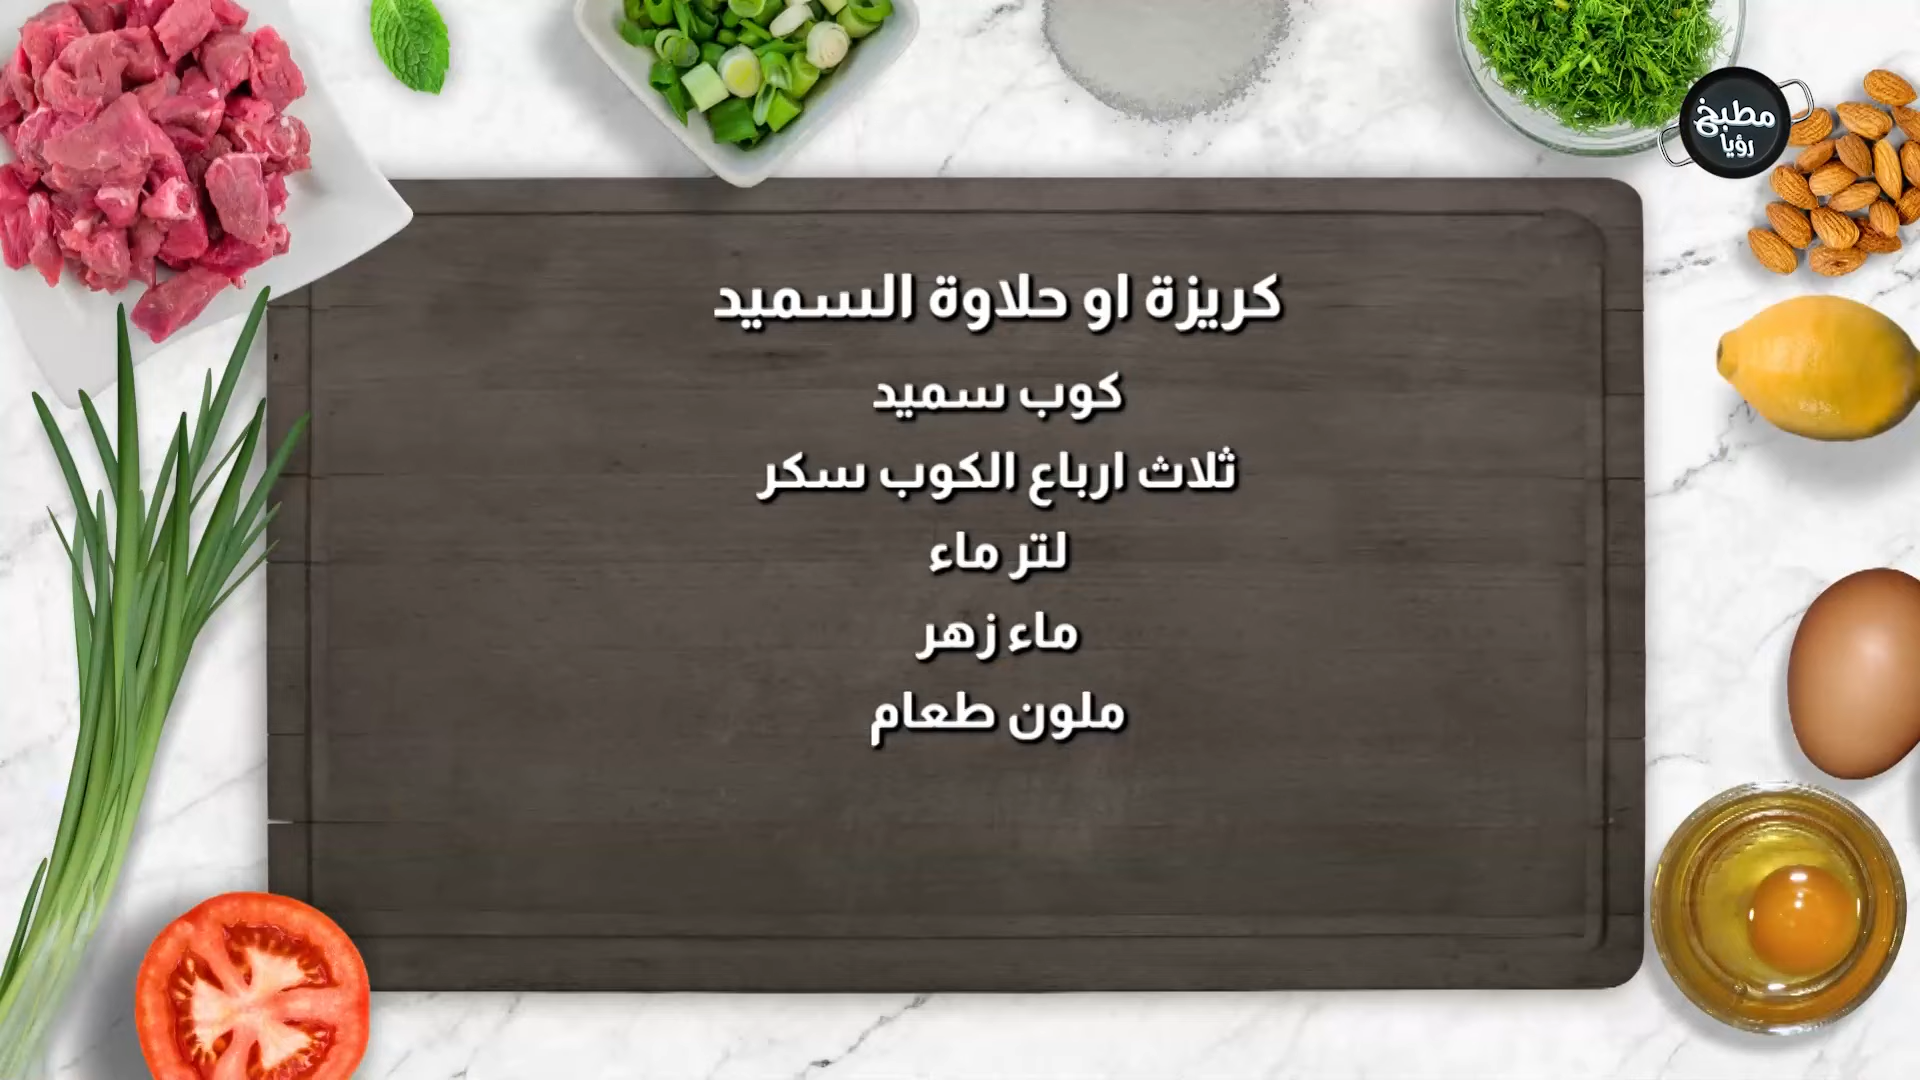 مطبخ
رؤيا
كريزة او حلاوة السميد
كوب سميد
ثلاث ارباع الكوب سكر
لتر ماء
ماء زهر
ملون طعام